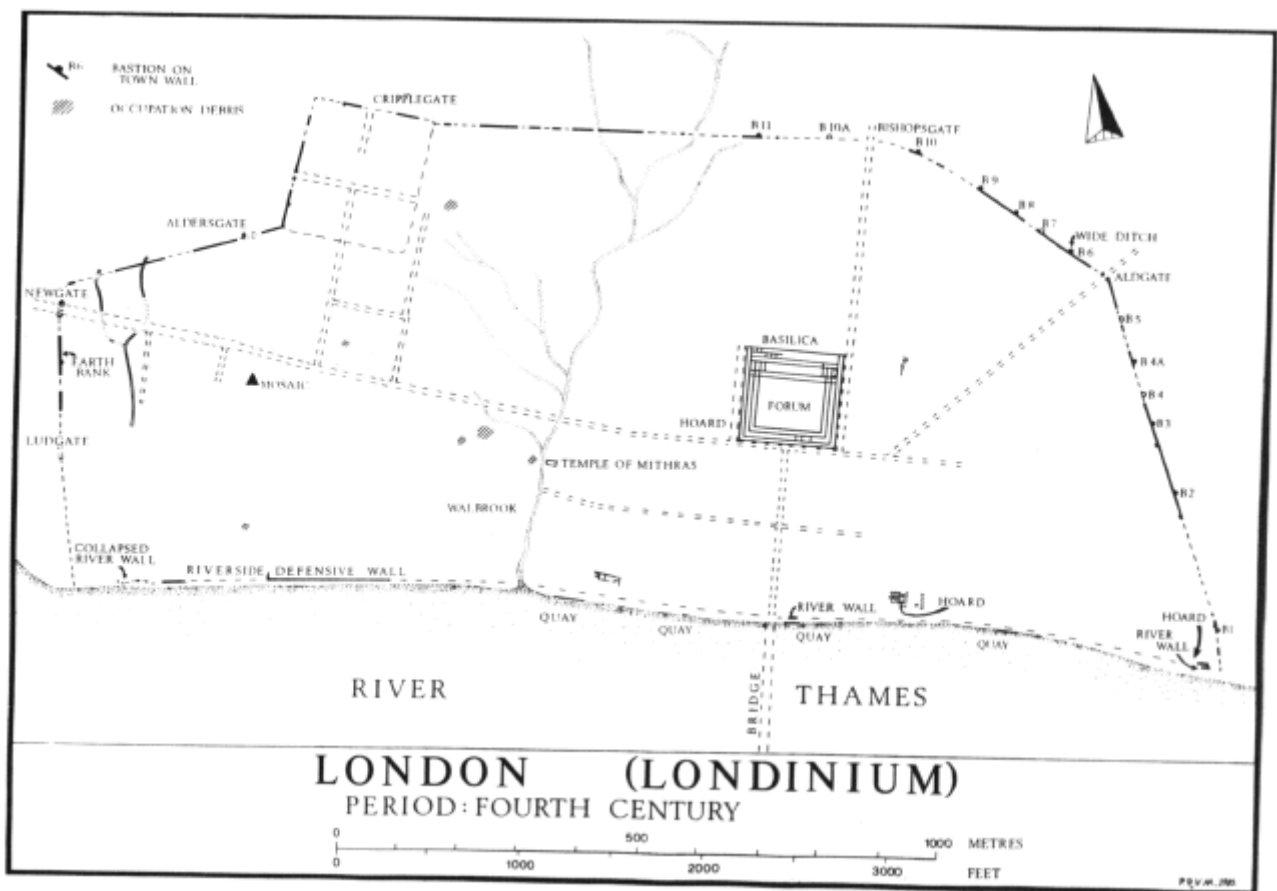 B6 BASTION ON
TOWN WALL
OCCUPATION DEBRIS
CRIPPLEGATE
B11
B10A
BISHOPSGATE
B10
B9
B8
B7
WIDE DITCH
B6
ALDGATE
ALDERSGATE
NEWGATE
B5
EARTH
BANK
MOSAIC
BASILICA
FORUM
HOARD
B4A
B4
B3
LUDGATE
TEMPLE OF MITHRAS
B2
WALBROOK
COLLAPSED
RIVER WALL
RIVERSIDE DEFENSIVE WALL
QUAY
QUAY
RIVER WALL
QUAY
HOARD
QUAY
HOARD
RIVER
WALL
B1
RIVER
BRIDGE
THAMES
LONDON (LONDINIUM)
PERIOD: FOURTH CENTURY
0 500 1000 METRES
0 1000 2000 3000 FEET